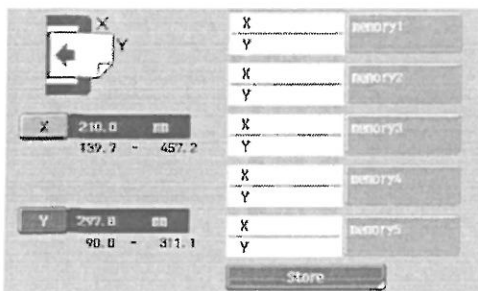 X
Y
X 210.0 mm
139.7 - 457.2
Y 297.0 mm
90.0 - 311.1
X
Y
memory1
X
Y
memory2
X
Y
memory3
X
Y
memory4
X
Y
memory5
Store